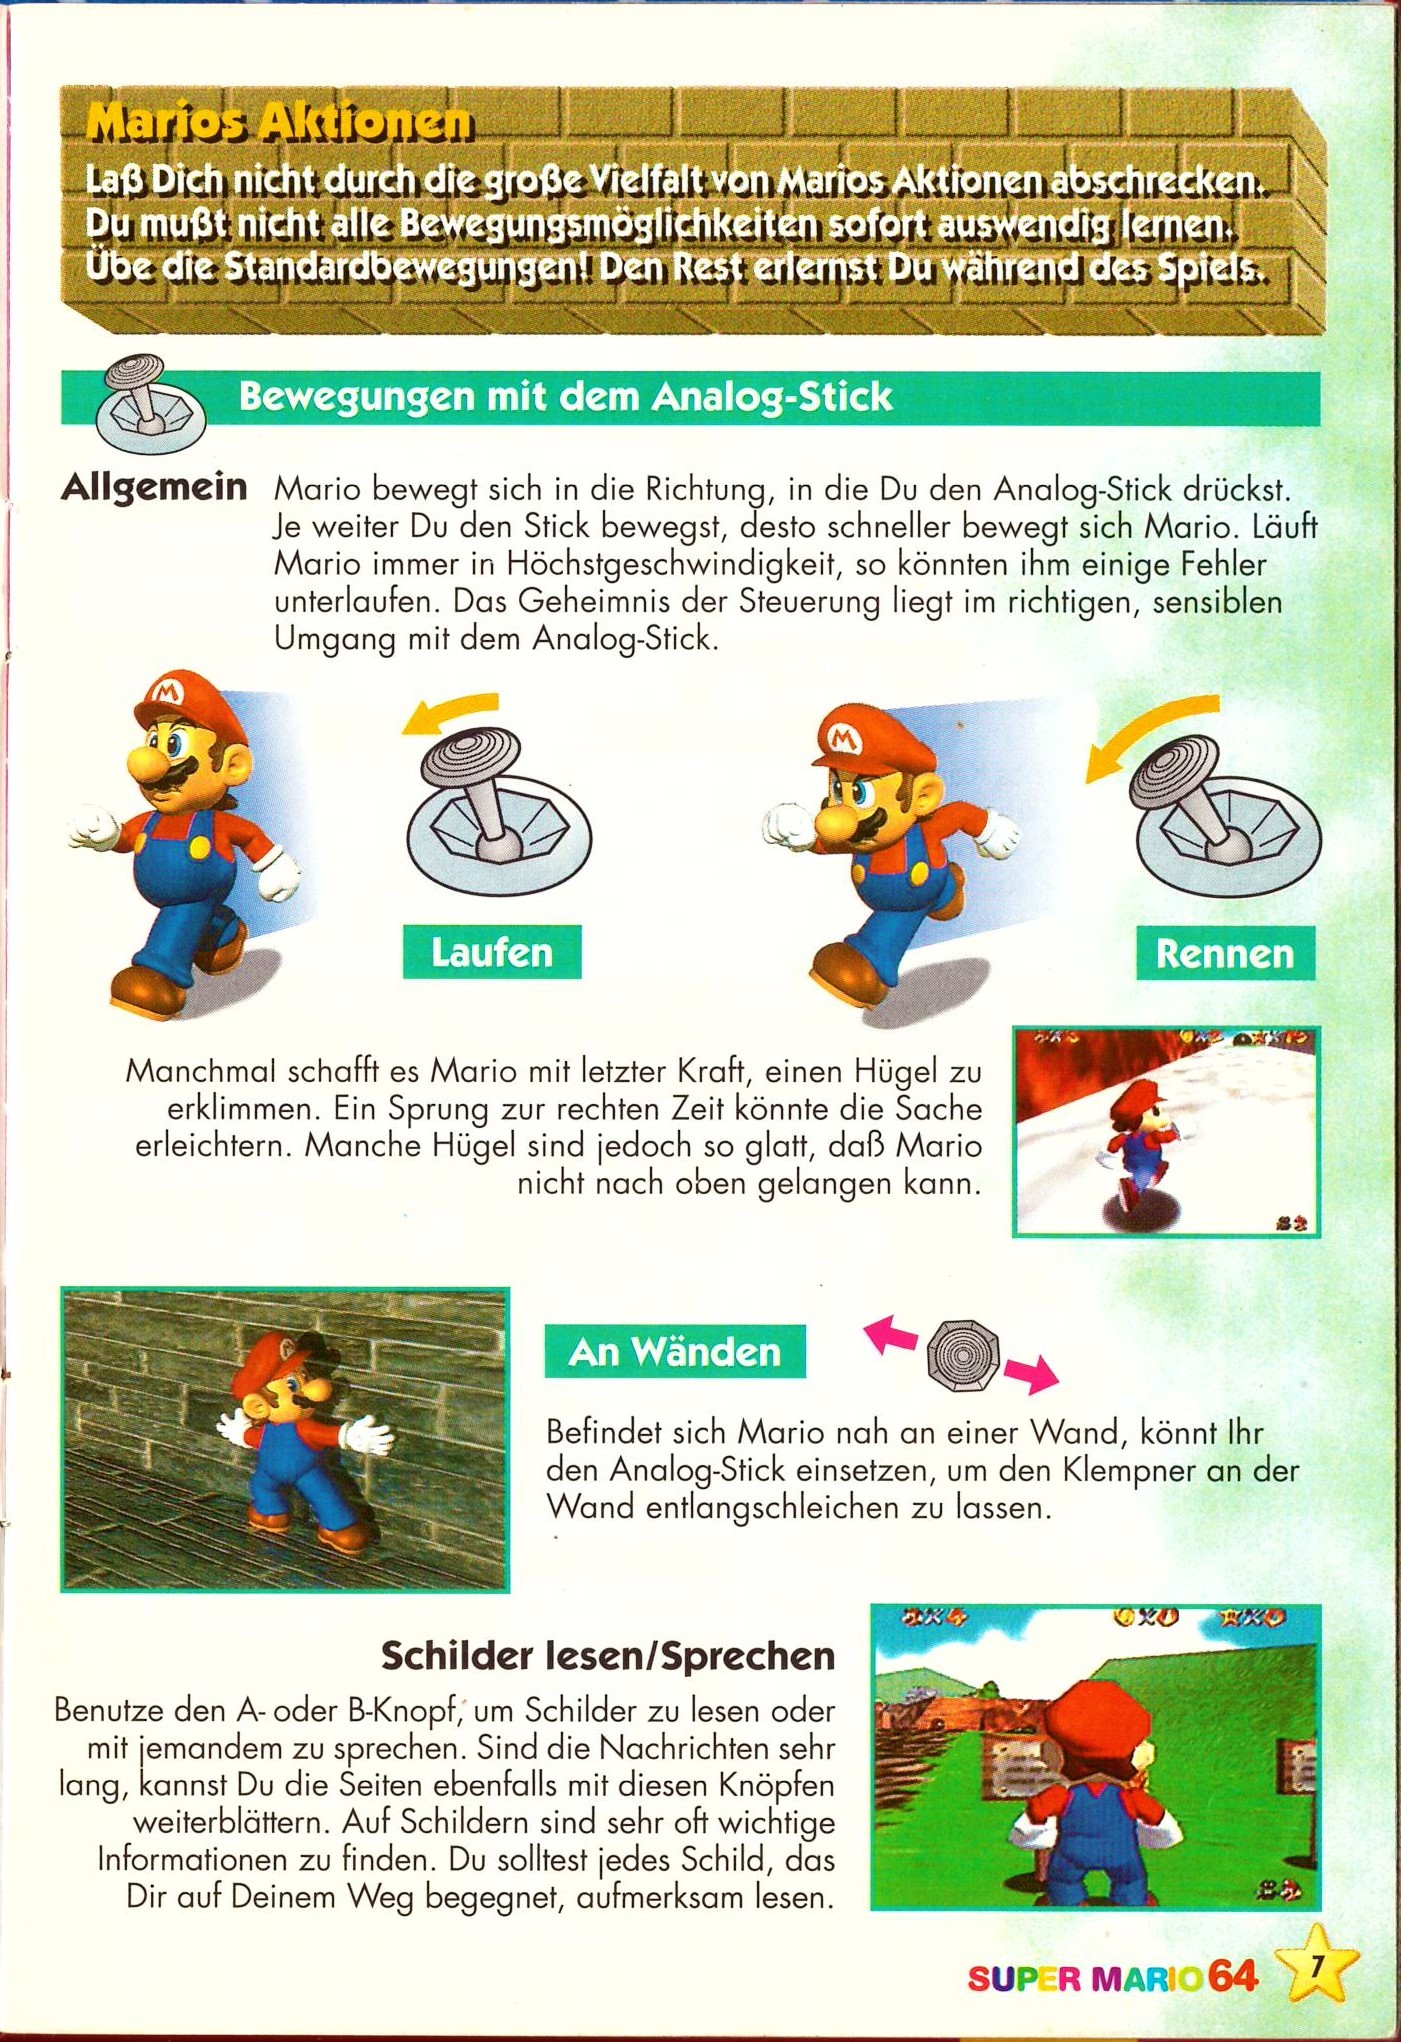 Marios Aktionen
Laß Dich nicht durch die große Vielfalt von Marios Aktionen abschrecken.
Du mußt nicht alle Bewegungsmöglichkeiten sofort auswendig lernen.
Übe die Standardbewegungen! Den Rest erlernst Du während des Spiels.
Bewegungen mit dem Analog-Stick
Allgemein
Mario bewegt sich in die Richtung, in die Du den Analog-Stick drückst.
Je weiter Du den Stick bewegst, desto schneller bewegt sich Mario. Läuft
Mario immer in Höchstgeschwindigkeit, so könnten ihm einige Fehler
unterlaufen. Das Geheimnis der Steuerung liegt im richtigen, sensiblen
Umgang mit dem Analog-Stick.
M
M
Laufen
Rennen
Manchmal schafft es Mario mit letzter Kraft, einen Hügel zu
erklimmen. Ein Sprung zur rechten Zeit könnte die Sache
erleichtern. Manche Hügel sind jedoch so glatt, daß Mario
nicht nach oben gelangen kann.
An Wänden
Befindet sich Mario nah an einer Wand, könnt Ihr
den Analog-Stick einsetzen, um den Klempner an der
Wand entlangschleichen zu lassen.
Schilder lesen/Sprechen
Benutze den A- oder B-Knopf, um Schilder zu lesen oder
mit jemandem zu sprechen. Sind die Nachrichten sehr
lang, kannst Du die Seiten ebenfalls mit diesen Knöpfen
weiterblättern. Auf Schildern sind sehr oft wichtige
Informationen zu finden. Du solltest jedes Schild, das
Dir auf Deinem Weg begegnet, aufmerksam lesen.
×4 ×0 ×0
SUPER MARIO 64
7